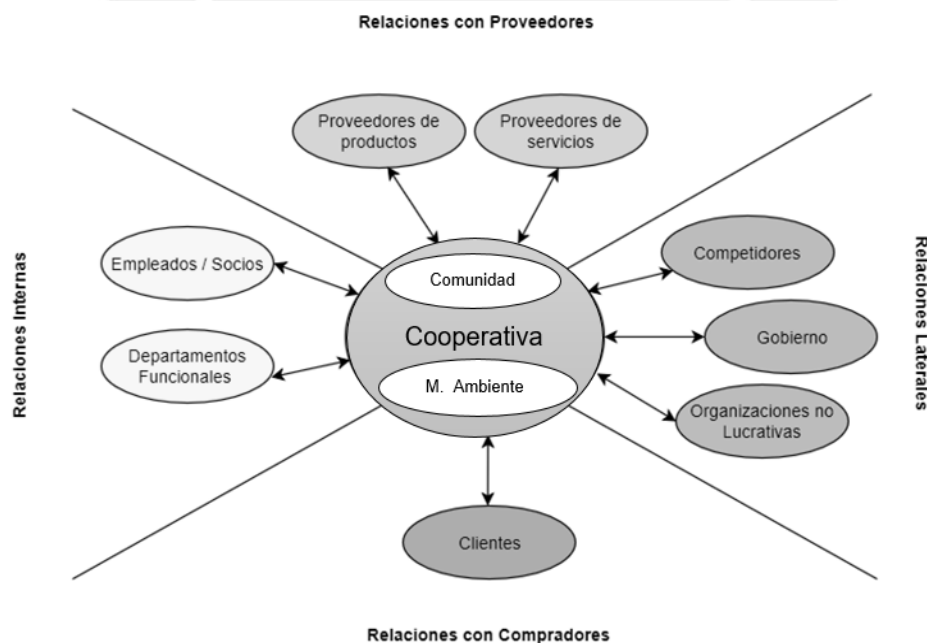 Relaciones con Proveedores
Proveedores de
productos
Proveedores de
servicios
Relaciones Internas
Empleados / Socios
Departamentos
Funcionales
Comunidad
Cooperativa
M. Ambiente
Competidores
Gobierno
Organizaciones no
Lucrativas
Relaciones Laterales
Clientes
Relaciones con Compradores